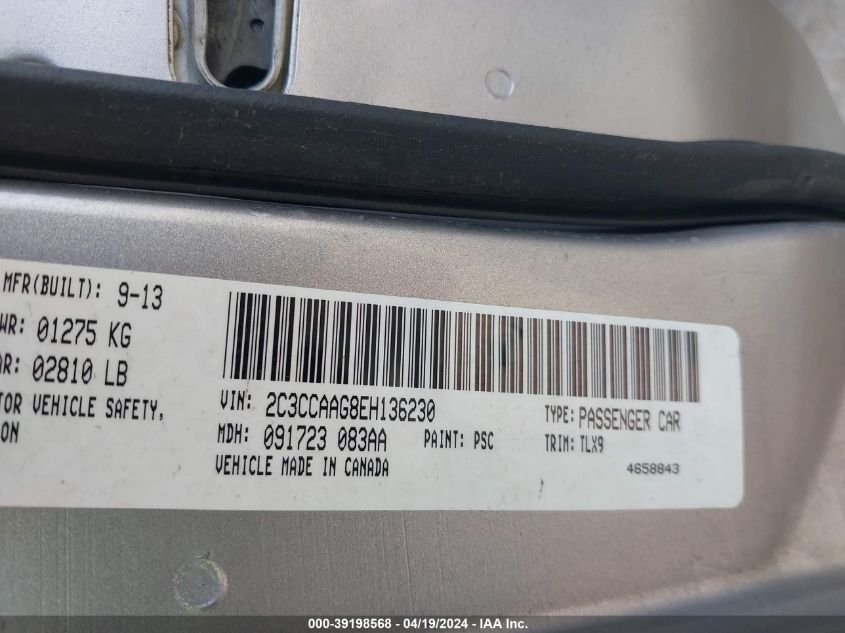 MFR(BUILT): 9-13
WR: 01275 KG
AR: 02810 LB
TOR VEHICLE SAFETY,
ON
VIN: 2C3CCAAG8EH136230
TYPE: PASSENGER CAR
MDH: 091723 083AA PAINT: PSC TRIM: TLX9
VEHICLE MADE IN CANADA
4658843
000-39198568 - 04/19/2024 - IAA Inc.